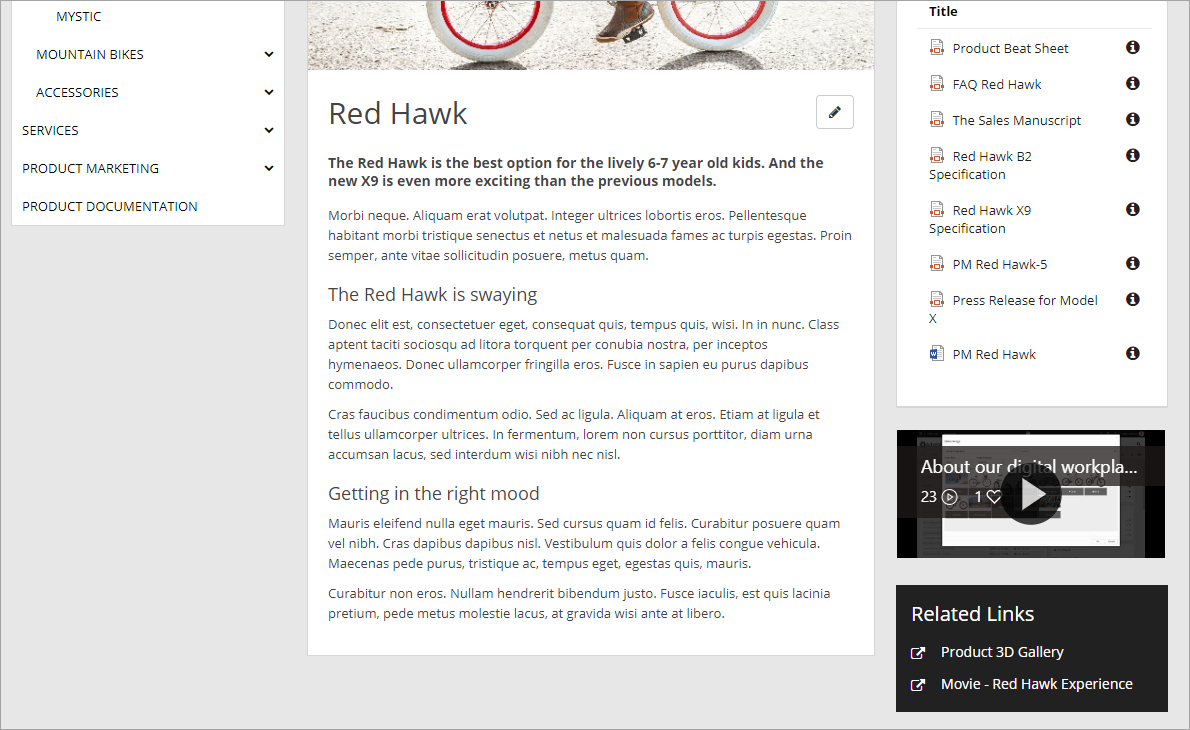 MYSTIC
MOUNTAIN BIKES
ACCESSORIES
SERVICES
PRODUCT MARKETING
PRODUCT DOCUMENTATION
Red Hawk
The Red Hawk is the best option for the lively 6-7 year old kids. And the
new X9 is even more exciting than the previous models.
Morbi neque. Aliquam erat volutpat. Integer ultrices lobortis eros. Pellentesque
habitant morbi tristique senectus et netus et malesuada fames ac turpis egestas. Proin
semper, ante vitae sollicitudin posuere, metus quam.
The Red Hawk is swaying
Donec elit est, consectetuer eget, consequat quis, tempus quis, wisi. In in nunc. Class
aptent taciti sociosqu ad litora torquent per conubia nostra, per inceptos
hymenaeos. Donec ullamcorper fringilla eros. Fusce in sapien eu purus dapibus
commodo.
Cras faucibus condimentum odio. Sed ac ligula. Aliquam at eros. Etiam at ligula et
tellus ullamcorper ultrices. In fermentum, lorem non cursus porttitor, diam urna
accumsan lacus, sed interdum wisi nibh nec nisl.
Getting in the right mood
Mauris eleifend nulla eget mauris. Sed cursus quam id felis. Curabitur posuere quam
vel nibh. Cras dapibus dapibus nisl. Vestibulum quis dolor a felis congue vehicula.
Maecenas pede purus, tristique ac, tempus eget, egestas quis, mauris.
Curabitur non eros. Nullam hendrerit bibendum justo. Fusce iaculis, est quis lacinia
pretium, pede metus molestie lacus, at gravida wisi ante at libero.
Title
Product Beat Sheet
FAQ Red Hawk
The Sales Manuscript
Red Hawk B2
Specification
Red Hawk X9
Specification
PM Red Hawk-5
Press Release for Model
X
PM Red Hawk
About our digital workpla...
23 1
Related Links
Product 3D Gallery
Movie - Red Hawk Experience